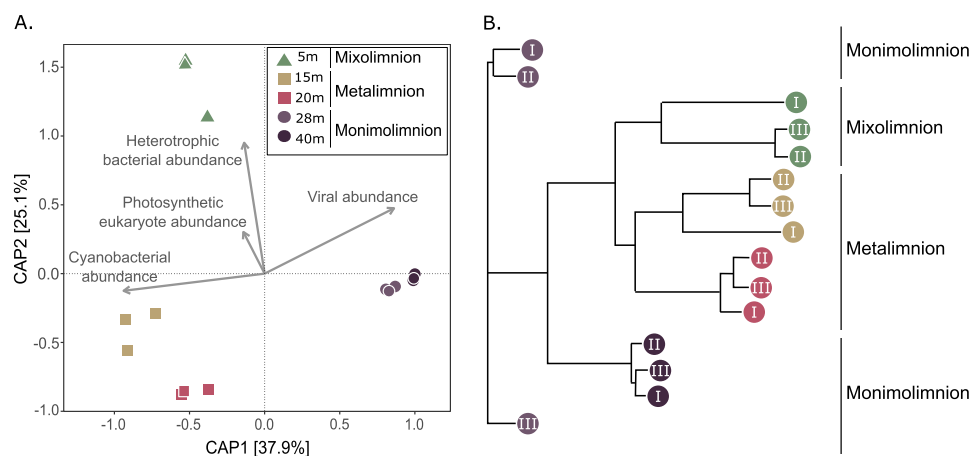 A.
1.5
1.0
0.5
0.0
-0.5
-1.0
CAP2 [25.1%]
-1.0
-0.5
0.0
0.5
1.0
CAP1 [37.9%]
5m
Mixolimnion
15m
20m
Metalimnion
28m
40m
Monimolimnion
Heterotrophic
bacterial abundance
Photosynthetic
eukaryote abundance
Viral abundance
Cyanobacterial
abundance
B.
I
II
Monimolimnion
I
III
II
Mixolimnion
II
III
I
II
III
I
Metalimnion
II
III
I
III
Monimolimnion